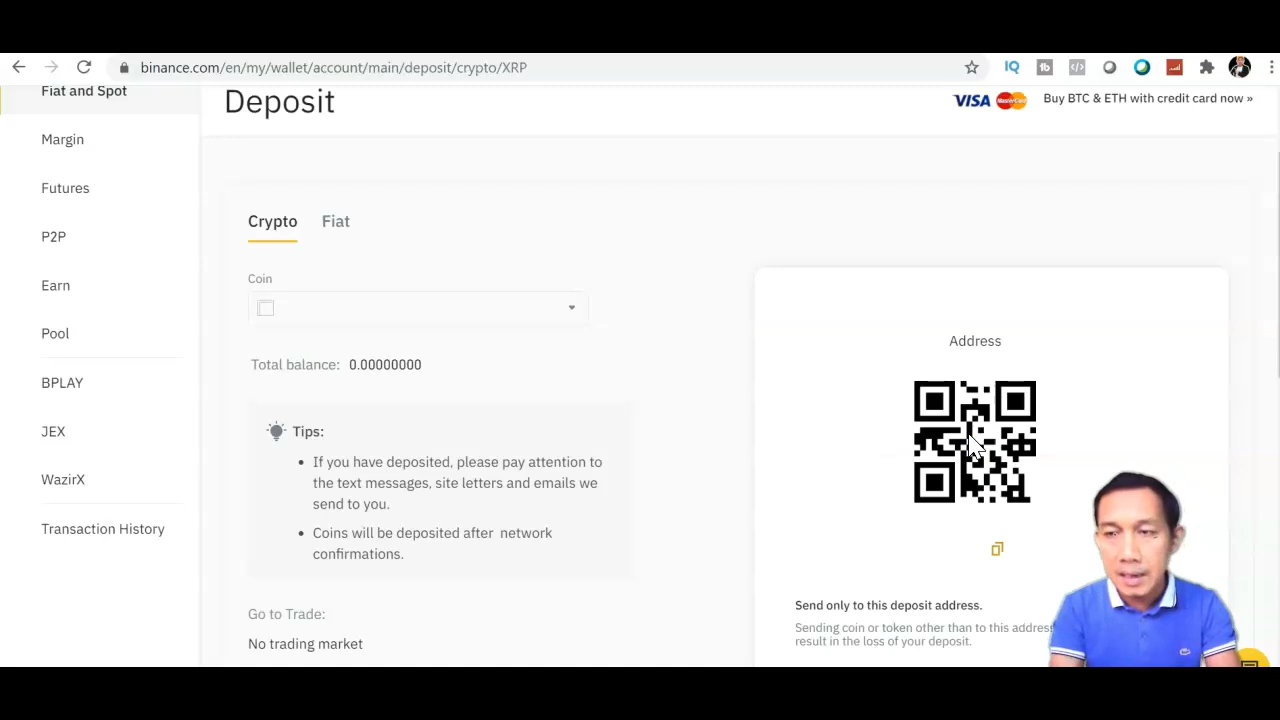 binance.com/en/my/wallet/account/main/deposit/crypto/XRP
IQ
tb
Fiat and Spot
Margin
Futures
P2P
Earn
Pool
BPLAY
JEX
WazirX
Transaction History
Deposit
VISA
MasterCard
Buy BTC & ETH with credit card now »
Crypto
Fiat
Coin
Total balance: 0.00000000
Tips:
• If you have deposited, please pay attention to
the text messages, site letters and emails we
send to you.
• Coins will be deposited after network
confirmations.
Go to Trade:
No trading market
Address
Send only to this deposit address.
Sending coin or token other than to this address
result in the loss of your deposit.